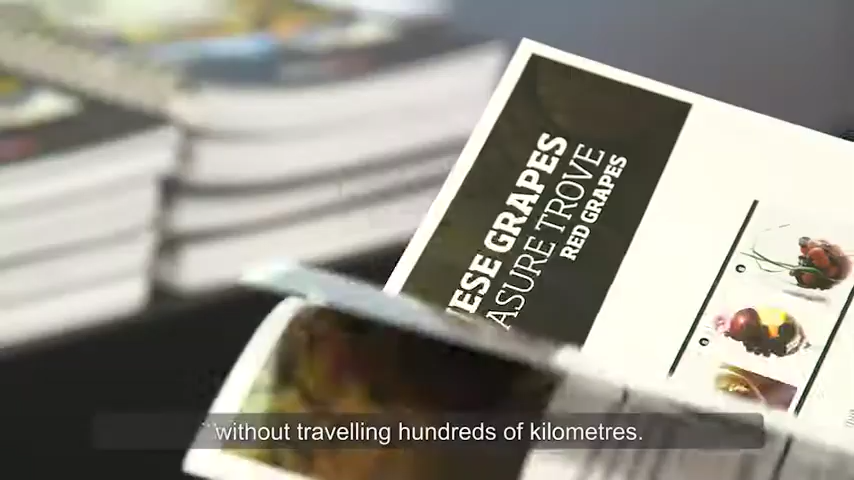 ESE GRAPES
ASURE TROVE
RED GRAPES
without travelling hundreds of kilometres.